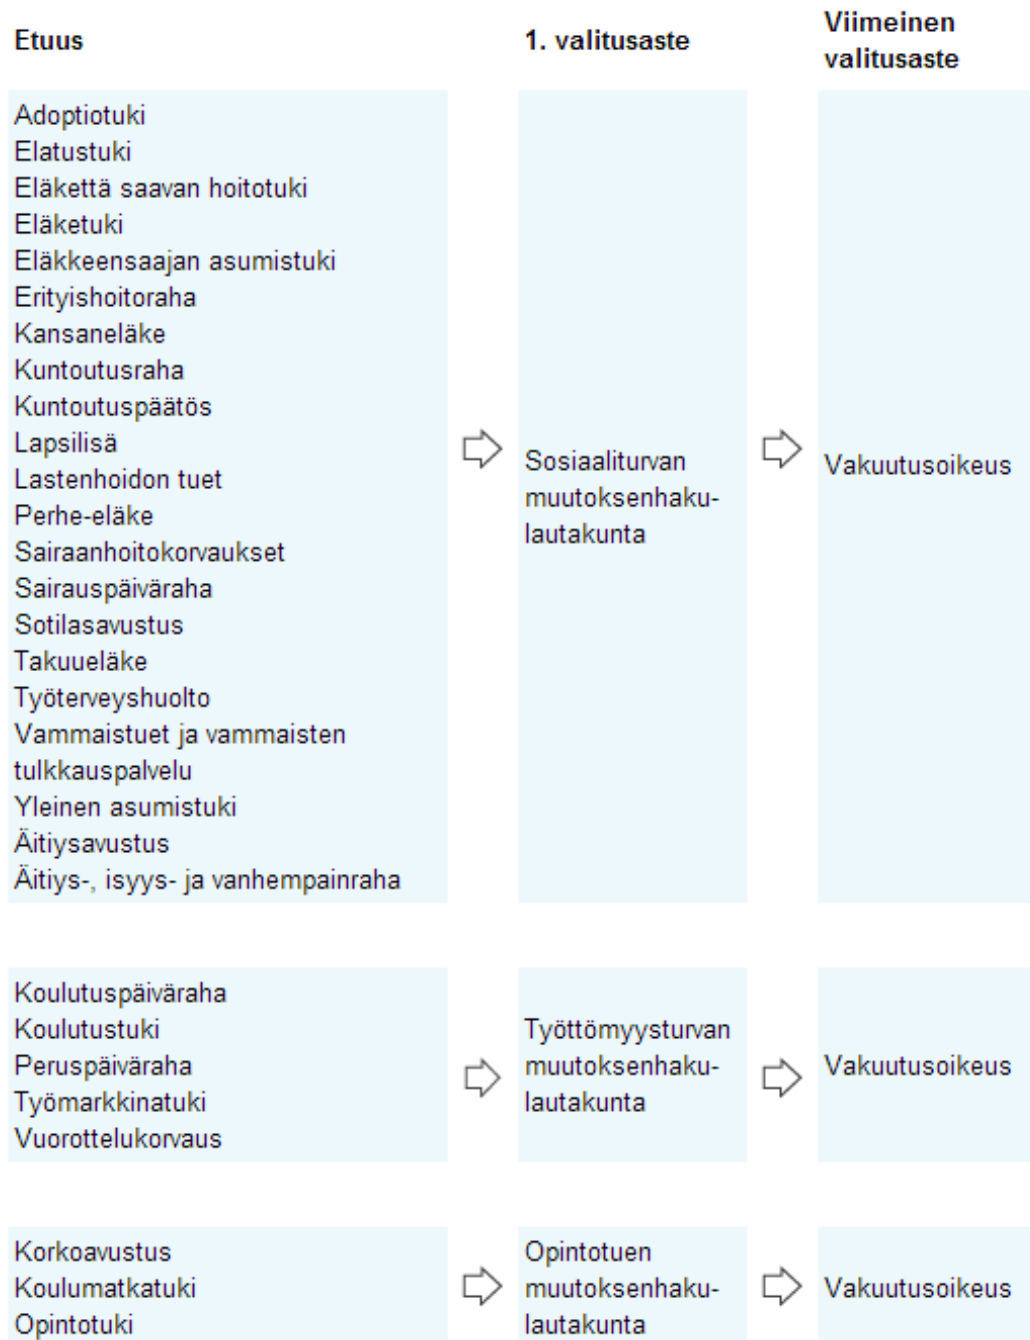 Etuus
1. valitusaste
Viimeinen
valitusaste
Adoptiotuki
Elatustuki
Eläkettä saavan hoitotuki
Eläketuki
Eläkkeensaajan asumistuki
Erityishoitoraha
Kansaneläke
Kuntoutusraha
Kuntoutuspäätös
Lapsilisä
Lastenhoidon tuet
Perhe-eläke
Sairaanhoitokorvaukset
Sairauspäiväraha
Sotilasavustus
Takuueläke
Työterveyshuolto
Vammaistuet ja vammaisten
tulkkauspalvelu
Yleinen asumistuki
Äitiysavustus
Äitiys-, isyys- ja vanhempainraha
Sosiaaliturvan
muutoksenhaku-
lautakunta
Vakuutusoikeus
Koulutuspäiväraha
Koulutustuki
Peruspäiväraha
Työmarkkinatuki
Vuorottelukorvaus
Työttömyysturvan
muutoksenhaku-
lautakunta
Vakuutusoikeus
Korkoavustus
Koulumatkatuki
Opintotuki
Opintotuen
muutoksenhaku-
lautakunta
Vakuutusoikeus